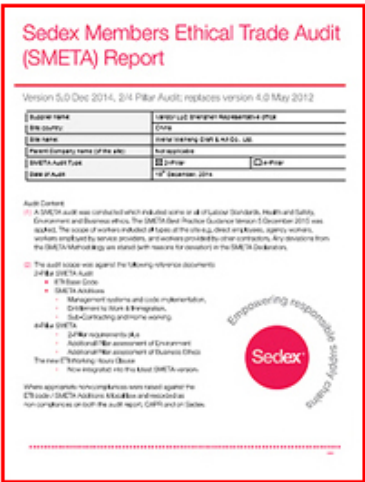 Sedex Members Ethical Trade Audit
(SMETA) Report
Version 5.0 Dec 2014, 2/4 Pillar Audit; replaces version 4.0 May 2012
Supplier name:
Site country: China
Site name: Craft & Art Co., Ltd.
Parent Company name (of the site): Not applicable
SMETA Audit Type: 2-Pillar 4-Pillar
Date of Audit December, 2014
Audit Content
(1) A SMETA audit was conducted which included some or all of Labour Standards, Health and Safety,
Environment and Business ethics. The SMETA Best Practice Guidance Version 5 December 2015 was
applied. The scope of workers included all types at the site e.g. direct employees, agency workers,
workers employed by service providers, and workers provided by other contractors. Any deviations from
the SMETA Methodology are stated (with reasons for deviation) in the SMETA Declaration.
(2) The audit scope was against the following reference documents
2-Pillar SMETA Audit
ETI Base Code
SMETA Additions
Management systems and code implementation,
Entitlement to Work & Immigration,
Sub-Contracting and Home working,
4-Pillar SMETA
2-Pillar requirements plus
Additional Pillar assessment of Environment
Additional Pillar assessment of Business Ethics
The new ETI Working Hours Clause
Now integrated into the latest SMETA version.
Where appropriate non-compliances were raised against the
ETI code / SMETA Additions & local law and recorded as
non-compliances on both the audit report, CAPR and on Sedex.
Empowering responsible supply chains
Sedex